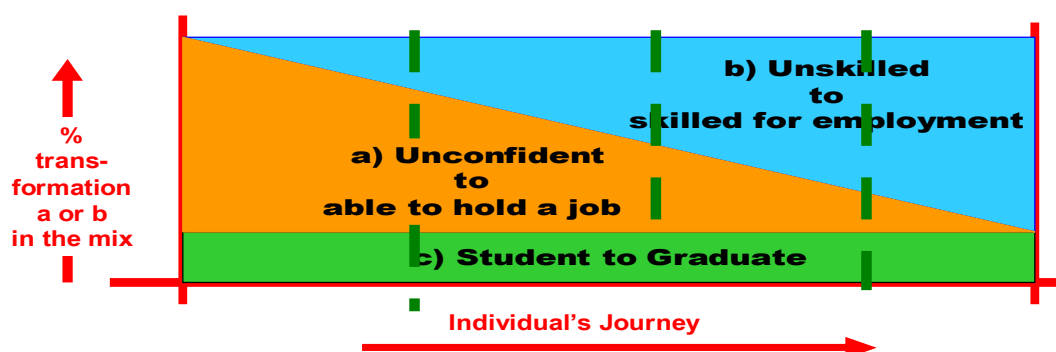 %
trans-
formation
a or b
in the mix
b) Unskilled
to
skilled for employment
a) Unconfident
to
able to hold a job
c) Student to Graduate
Individual's Journey